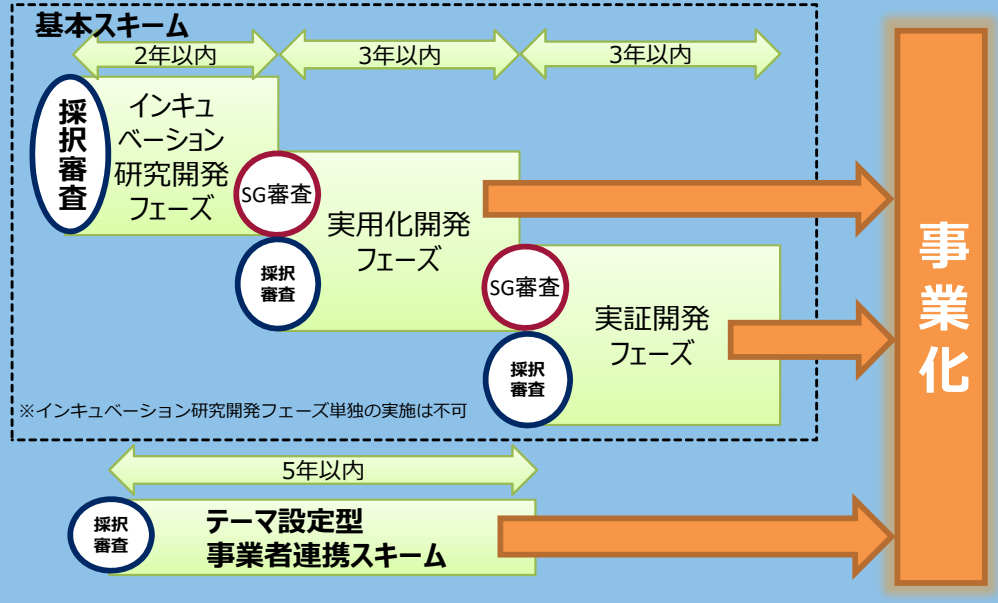 基本スキーム
2年以内
3年以内
3年以内
採択審査
インキュ
ベーション
研究開発
フェーズ
SG審査
採択
審査
実用化開発
フェーズ
SG審査
採択
審査
実証開発
フェーズ
※インキュベーション研究開発フェーズ単独の実施は不可
5年以内
採択
審査
テーマ設定型
事業者連携スキーム
事業化